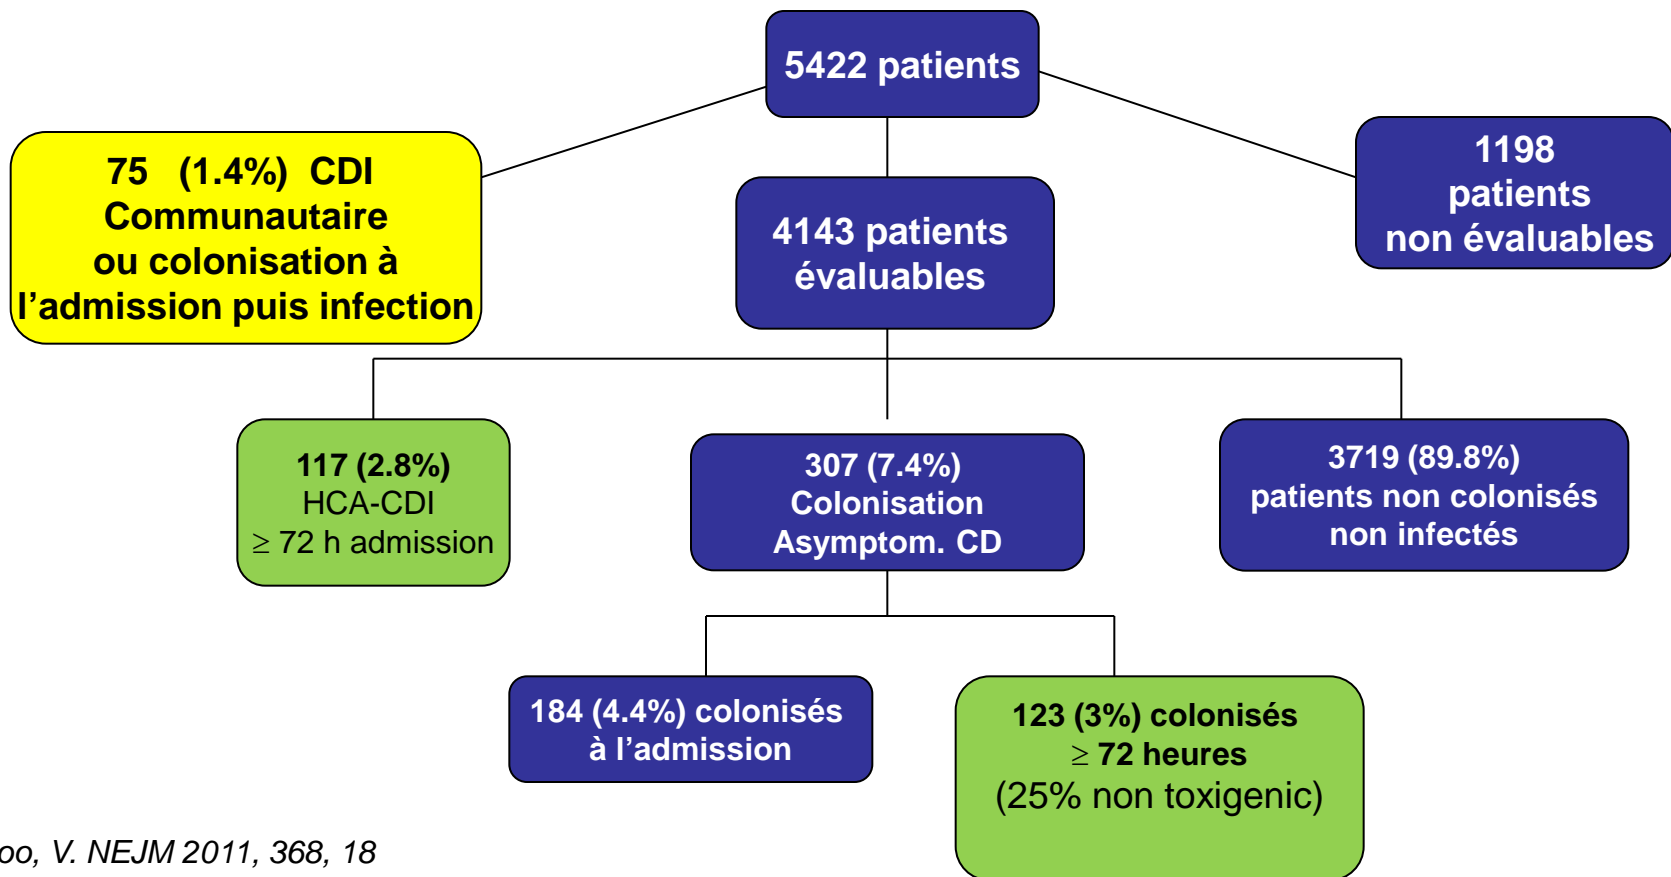 5422 patients
75 (1.4%) CDI
Communautaire
ou colonisation à
l’admission puis infection
4143 patients
évaluables
1198
patients
non évaluables
117 (2.8%)
HCA-CDI
≥ 72 h admission
307 (7.4%)
Colonisation
Asymptom. CD
3719 (89.8%)
patients non colonisés
non infectés
184 (4.4%) colonisés
à l’admission
123 (3%) colonisés
≥ 72 heures
(25% non toxigenic)
oo, V. NEJM 2011, 368, 18